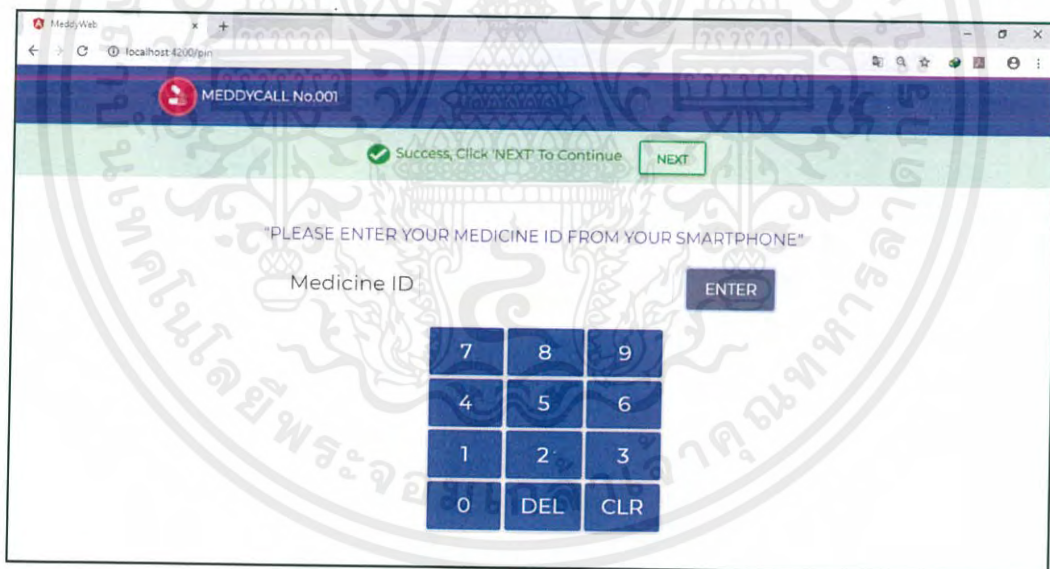 MeddyWeb
localhost:4200/pin
MEDDYCALL No.001
Success, Click 'NEXT' To Continue NEXT
"PLEASE ENTER YOUR MEDICINE ID FROM YOUR SMARTPHONE"
Medicine ID ENTER
7 8 9
4 5 6
1 2 3
0 DEL CLR